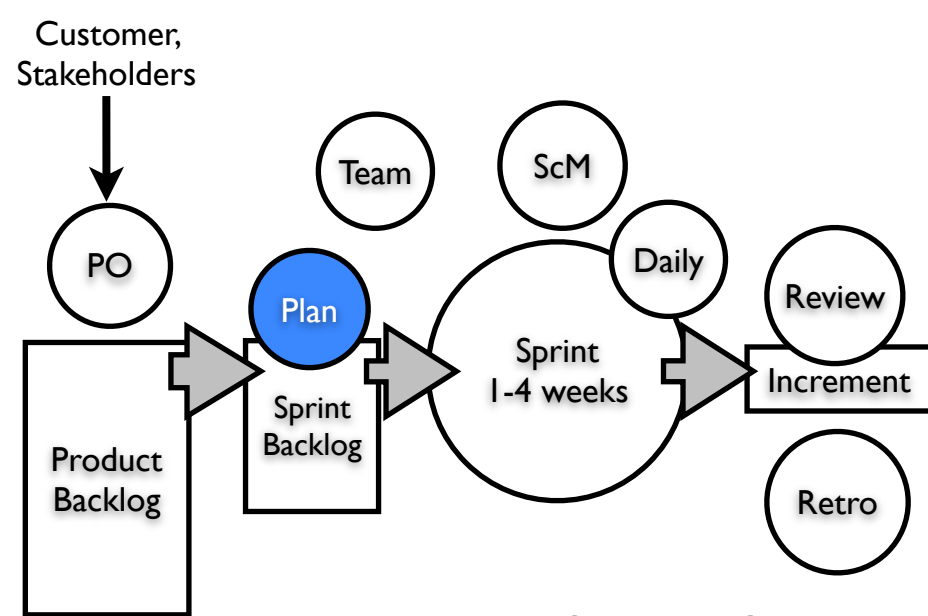 Customer,
Stakeholders
Team
ScM
PO
Daily
Plan
Review
Sprint
1-4 weeks
Increment
Sprint
Backlog
Product
Backlog
Retro